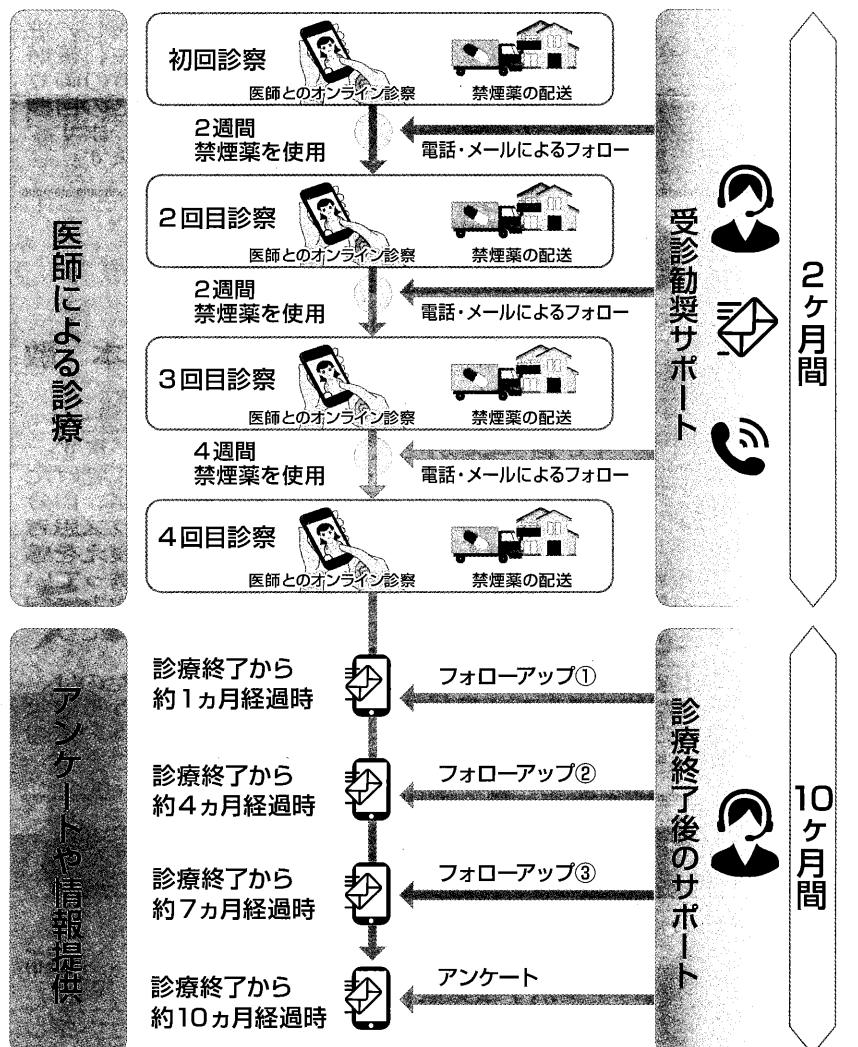 医師による診療
初回診察
医師とのオンライン診察
禁煙薬の配送
2週間
禁煙薬を使用
電話・メールによるフォロー
2回目診察
医師とのオンライン診察
禁煙薬の配送
2週間
禁煙薬を使用
電話・メールによるフォロー
3回目診察
医師とのオンライン診察
禁煙薬の配送
4週間
禁煙薬を使用
電話・メールによるフォロー
4回目診察
医師とのオンライン診察
禁煙薬の配送
受診勧奨サポート
2ヶ月間
アンケートや情報提供
診療終了から
約1ヵ月経過時
フォローアップ①
診療終了から
約4ヵ月経過時
フォローアップ②
診療終了から
約7ヵ月経過時
フォローアップ③
診療終了から
約10ヵ月経過時
アンケート
診療終了後のサポート
10ヶ月間